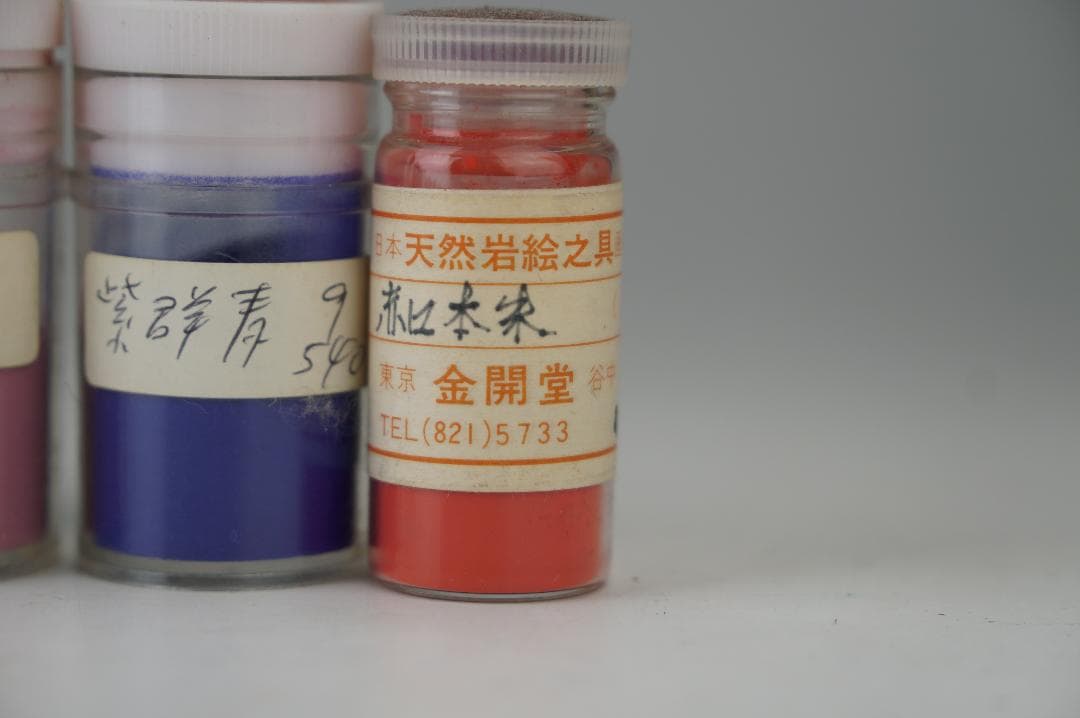 紫群青 9
540
日本 天然岩絵之具
赤口本朱
東京 金開堂 谷中
TEL(821)5733